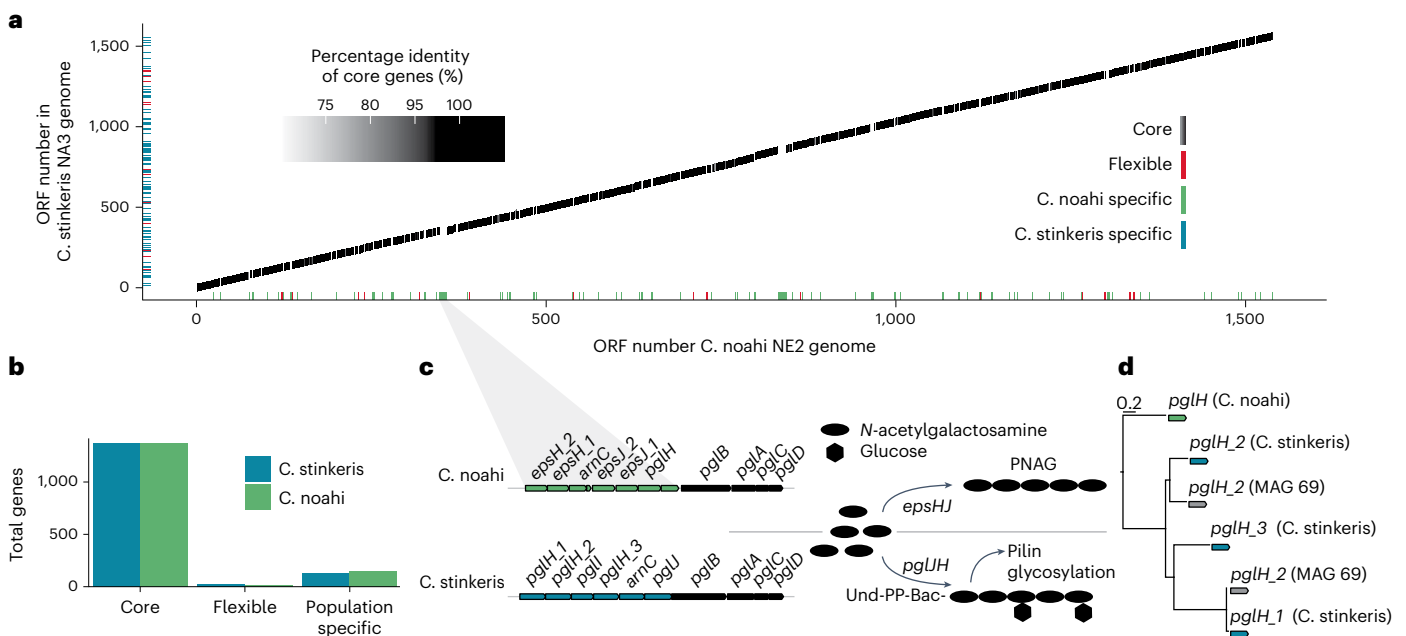 a
1,500
1,000
500
0
ORF number in
C. stinkeris NA3 genome
Percentage identity
of core genes (%)
75 80 95 100
Core
Flexible
C. noahi specific
C. stinkeris specific
0 500 1,000 1,500
ORF number C. noahi NE2 genome
b
Total genes
1,000
500
0
C. stinkeris
C. noahi
Core Flexible Population
specific
c
C. noahi
epsH_2 epsH_1 arnC epsJ_2 epsJ_1 pglH pglB pglA pglC pglD
C. stinkeris
pglH_1 pglH_2 pglI pglH_3 arnC pglJ pglB pglA pglC pglD
N-acetylgalactosamine
Glucose
PNAG
epsHJ
pglJH
Pilin
glycosylation
Und-PP-Bac-
d
0.2
pglH (C. noahi)
pglH_2 (C. stinkeris)
pglH_2 (MAG 69)
pglH_3 (C. stinkeris)
pglH_2 (MAG 69)
pglH_1 (C. stinkeris)